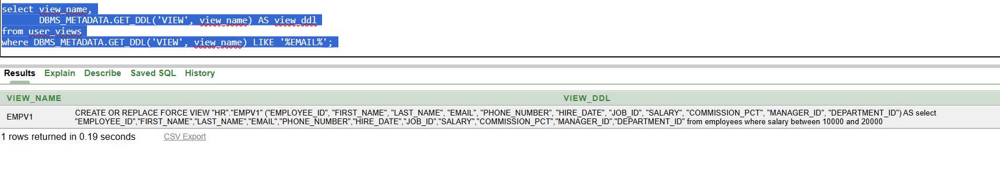 select view_name,
       DBMS_METADATA.GET_DDL('VIEW', view_name) AS view_ddl
from user_views
where DBMS_METADATA.GET_DDL('VIEW', view_name) LIKE '%EMAIL%';
Results Explain Describe Saved SQL History
VIEW_NAME VIEW_DDL
EMPV1 CREATE OR REPLACE FORCE VIEW "HR"."EMPV1" ("EMPLOYEE_ID", "FIRST_NAME", "LAST_NAME", "EMAIL", "PHONE_NUMBER", "HIRE_DATE", "JOB_ID", "SALARY", "COMMISSION_PCT", "MANAGER_ID", "DEPARTMENT_ID") AS select
"EMPLOYEE_ID","FIRST_NAME","LAST_NAME","EMAIL","PHONE_NUMBER","HIRE_DATE","JOB_ID","SALARY","COMMISSION_PCT","MANAGER_ID","DEPARTMENT_ID" from employees where salary between 10000 and 20000
1 rows returned in 0.19 seconds CSV Export